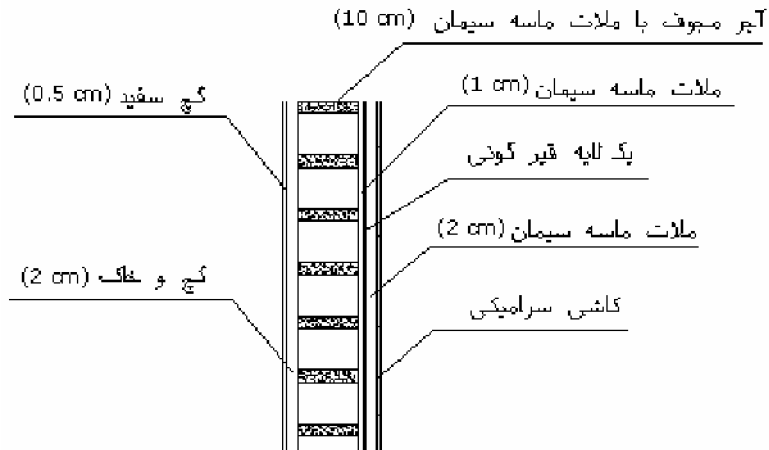 آجر مجوف با ملات ماسه سیمان (10 cm)
ملات ماسه سیمان (1 cm)
گچ سفید (0.5 cm)
یک لایه قیر گونی
ملات ماسه سیمان (2 cm)
گچ و خاک (2 cm)
کاشی سرامیکی